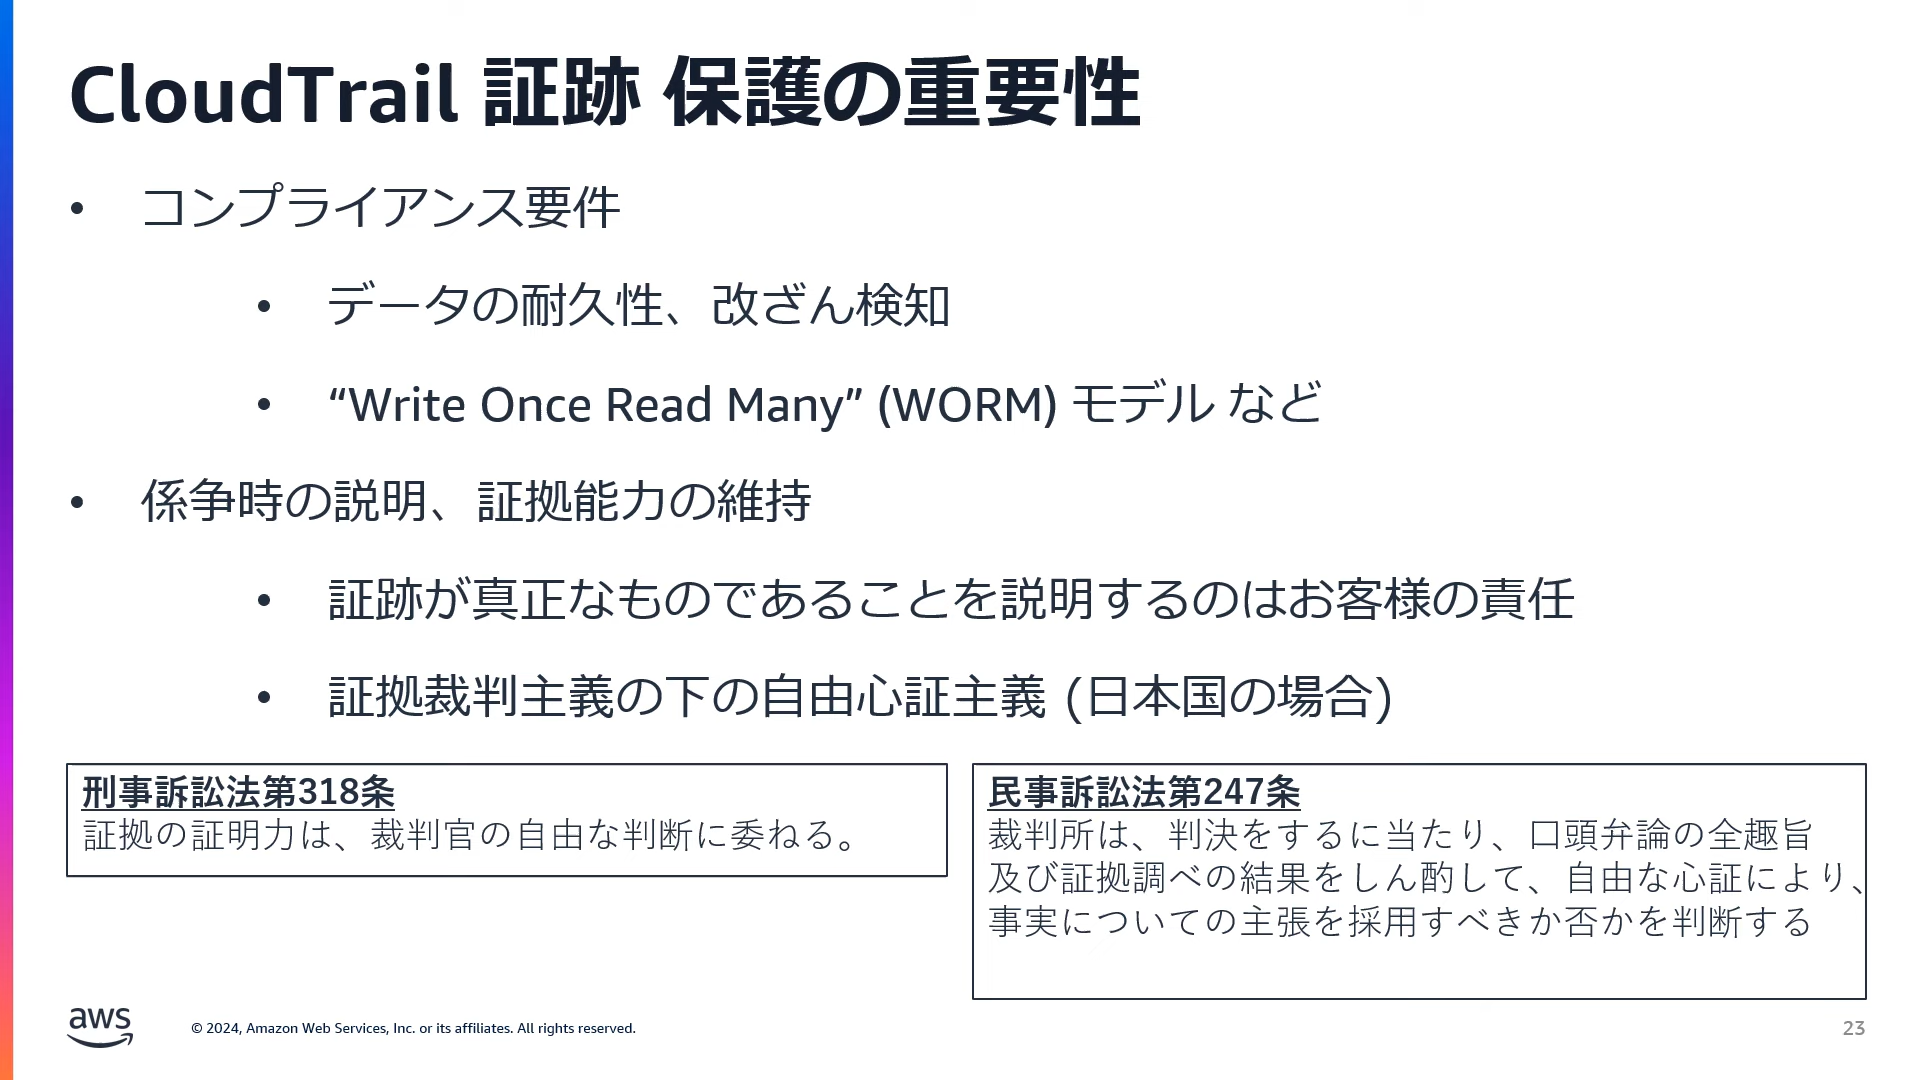 CloudTrail 証跡 保護の重要性
• コンプライアンス要件
• データの耐久性、改ざん検知
• “Write Once Read Many” (WORM) モデル など
• 係争時の説明、証拠能力の維持
• 証跡が真正なものであることを説明するのはお客様の責任
• 証拠裁判主義の下の自由心証主義 (日本国の場合)
刑事訴訟法第318条
証拠の証明力は、裁判官の自由な判断に委ねる。
民事訴訟法第247条
裁判所は、判決をするに当たり、口頭弁論の全趣旨
及び証拠調べの結果をしん酌して、自由な心証により、
事実についての主張を採用すべきか否かを判断する
aws
© 2024, Amazon Web Services, Inc. or its affiliates. All rights reserved.
23